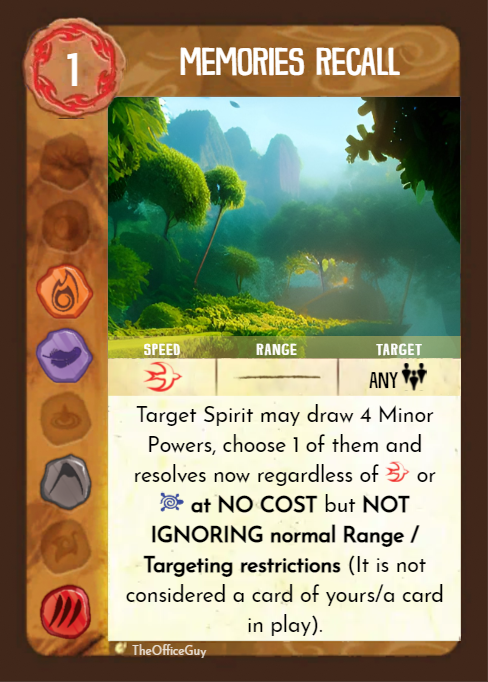 1
MEMORIES RECALL
SPEED RANGE TARGET
ANY
Target Spirit may draw 4 Minor
Powers, choose 1 of them and
resolves now regardless of or
at NO COST but NOT
IGNORING normal Range /
Targeting restrictions (It is not
considered a card of yours/a card
in play).
TheOfficeGuy